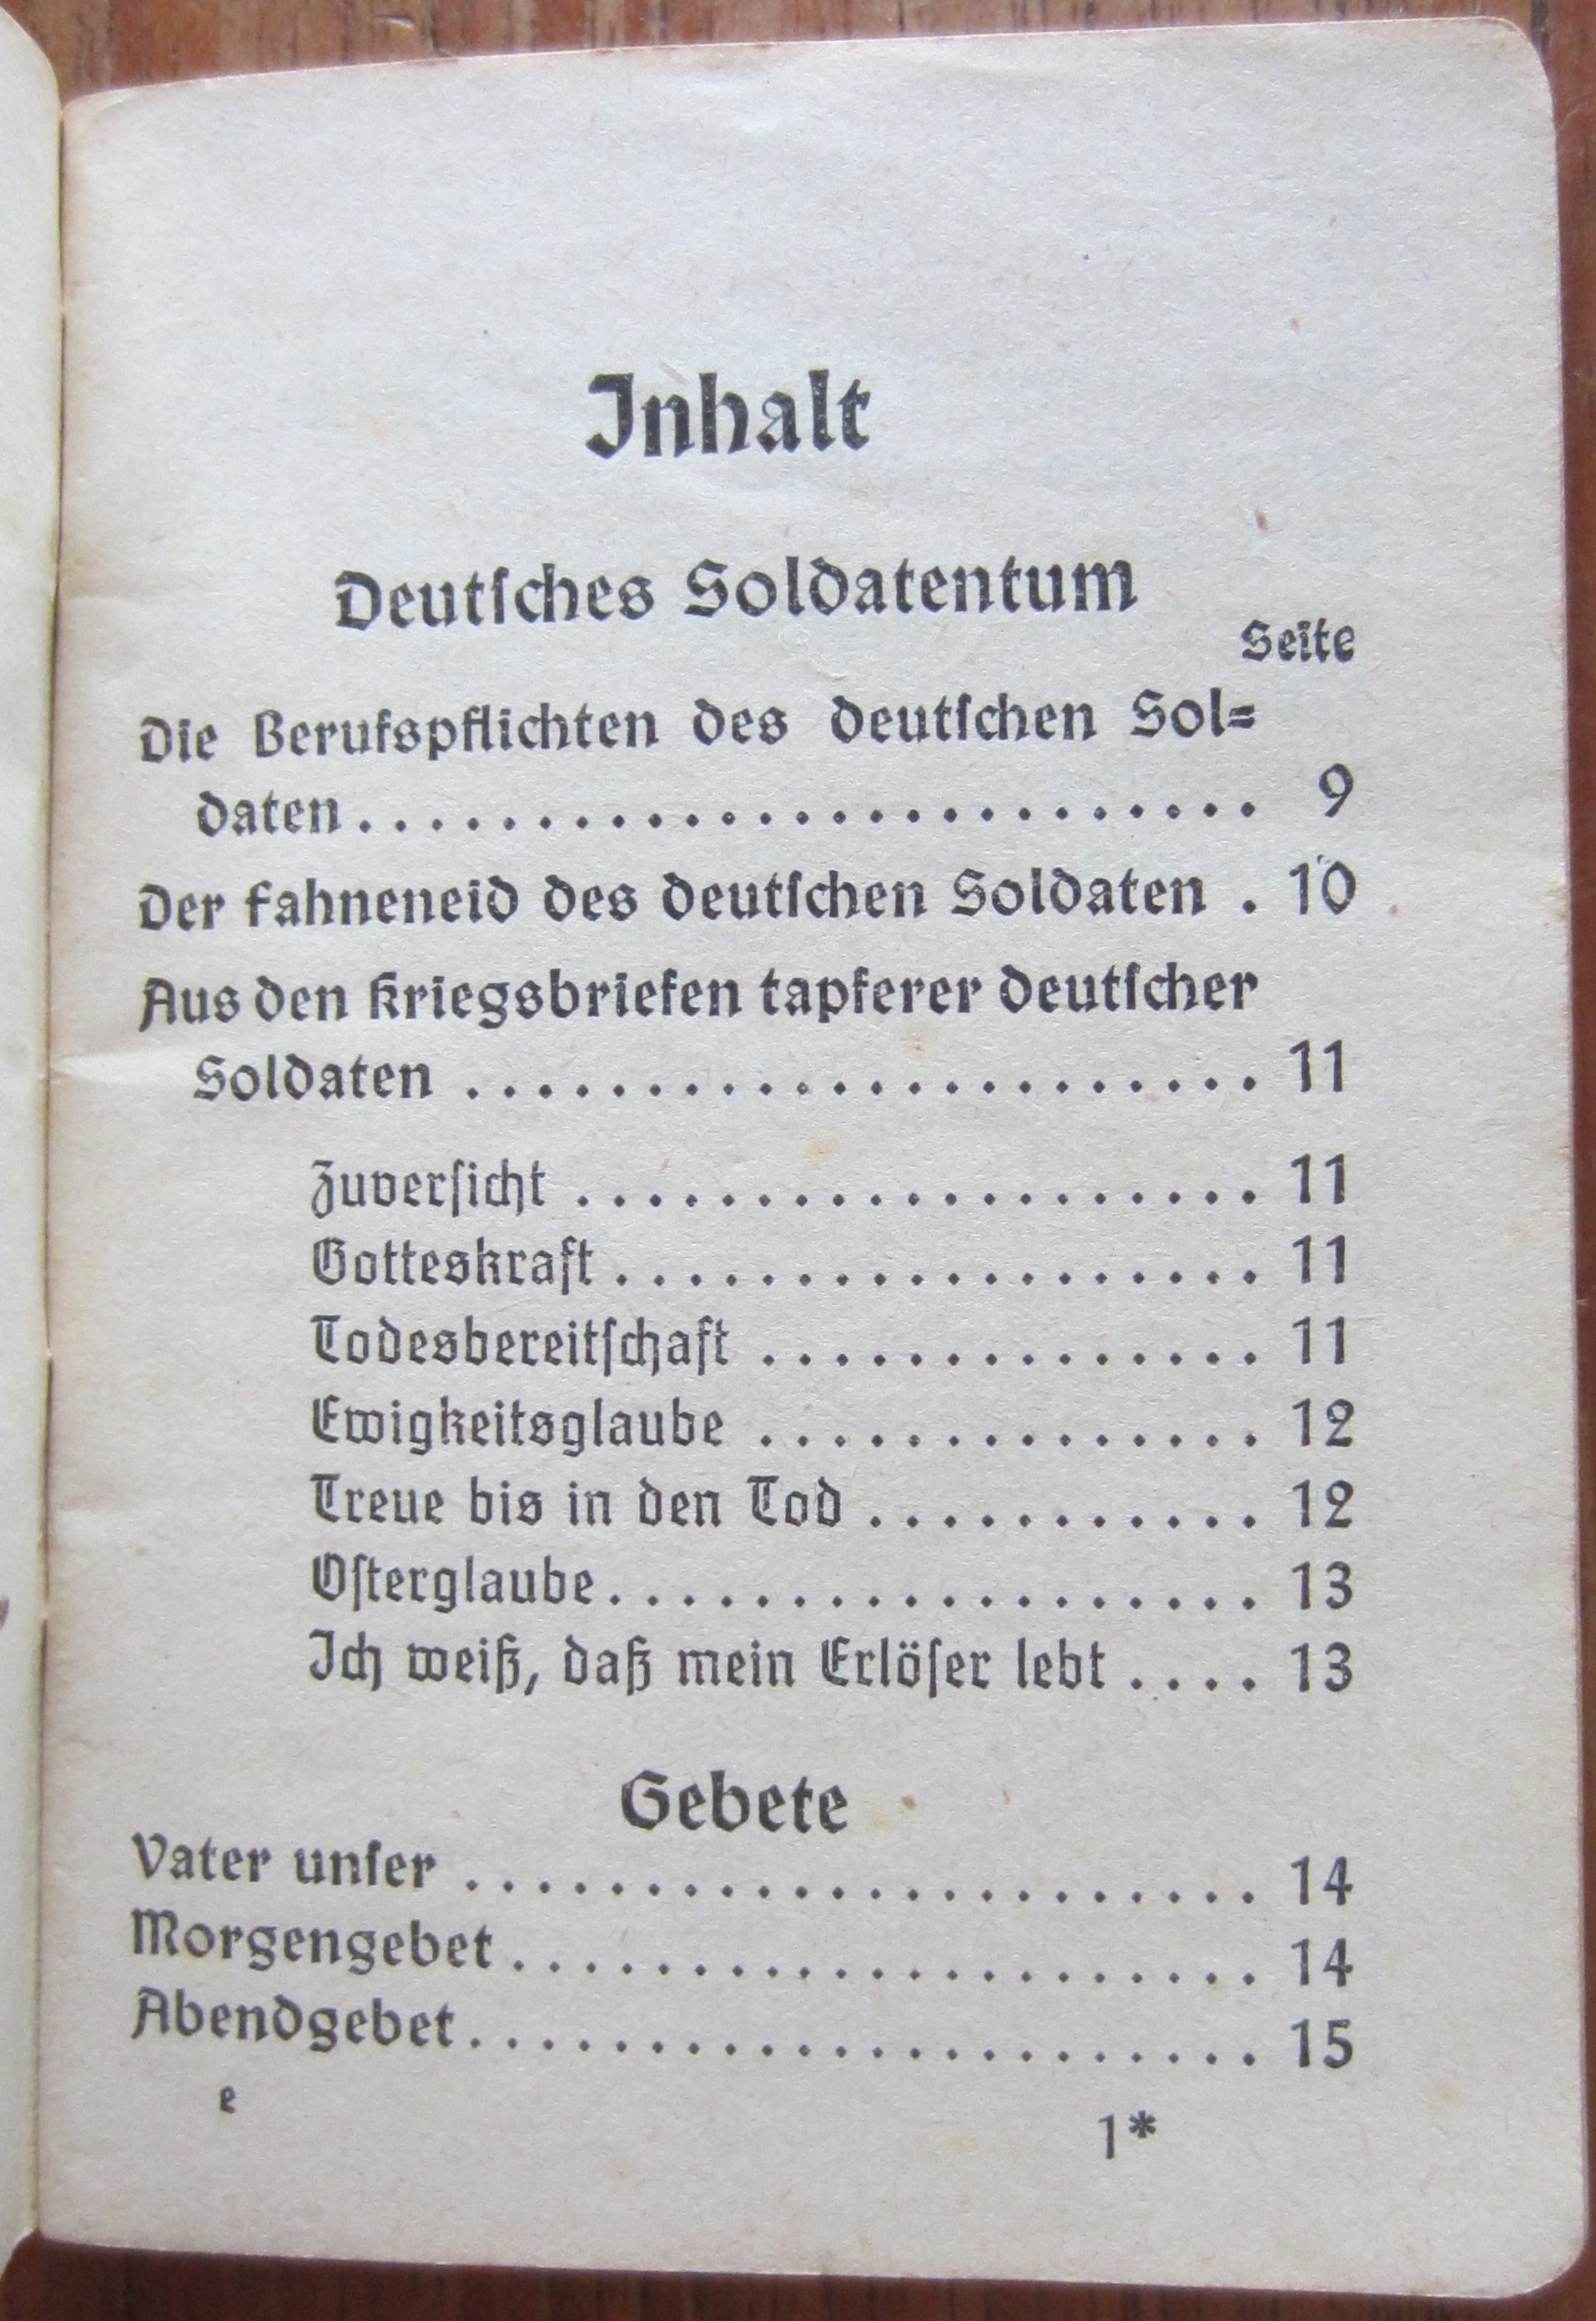 Inhalt
Deutſches Soldatentum
Seite
Die Berufspflichten des deutſchen Sol=
daten........................ 9
Der Fahneneid des deutſchen Soldaten . 10
Aus den Kriegsbriefen tapferer deutſcher
Soldaten ...................... 11
Zuverſicht ................... 11
Gotteskraft.................. 11
Todesbereitſchaft .............. 11
Ewigkeitsglaube .............. 12
Treue bis in den Tod ........... 12
Oſterglaube.................. 13
Ich weiß, daß mein Erlöſer lebt .... 13
Gebete
Vater unſer ...................... 14
Morgengebet..................... 14
Abendgebet...................... 15
e 1*